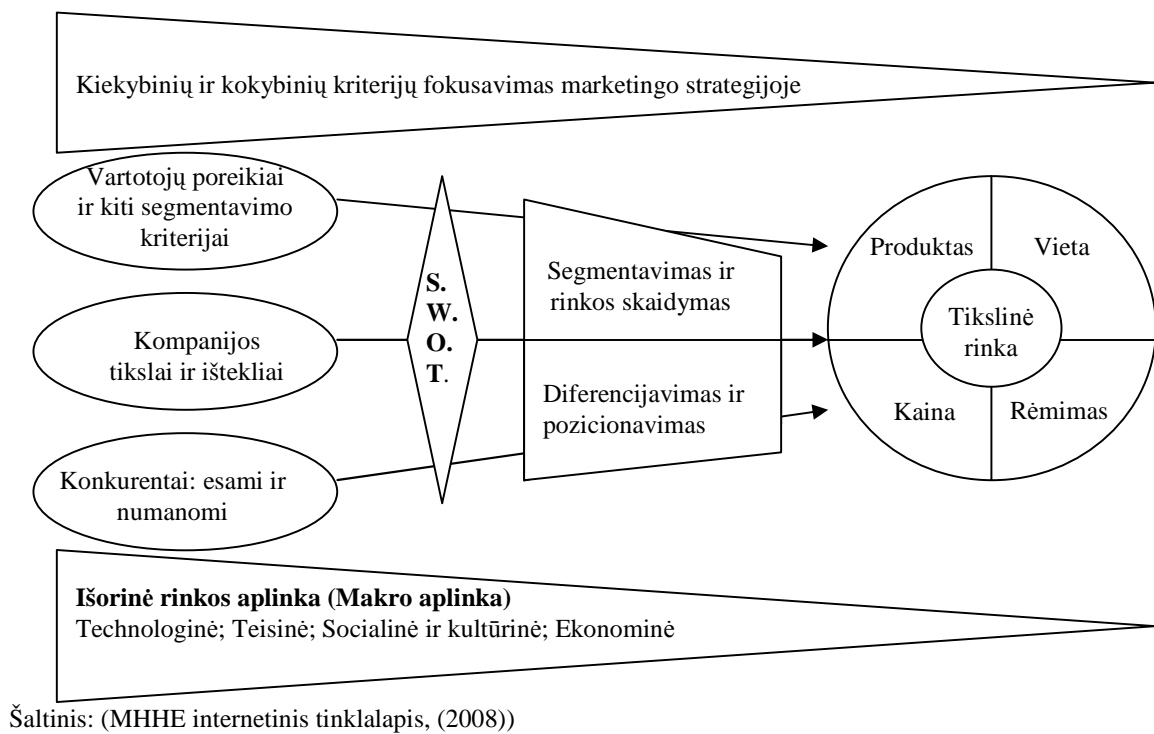 Kiekybinių ir kokybinių kriterijų fokusavimas marketingo strategijoje
Vartotojų poreikiai
ir kiti segmentavimo
kriterijai
Kompanijos
tikslai ir ištekliai
Konkurentai: esami ir
numanomi
S.
W.
O.
T.
Segmentavimas ir
rinkos skaidymas
Diferencijavimas ir
pozicionavimas
Produktas
Vieta
Tikslinė
rinka
Kaina
Rėmimas
Išorinė rinkos aplinka (Makro aplinka)
Technologinė; Teisinė; Socialinė ir kultūrinė; Ekonominė
Šaltinis: (MHHE internetinis tinklalapis, (2008))